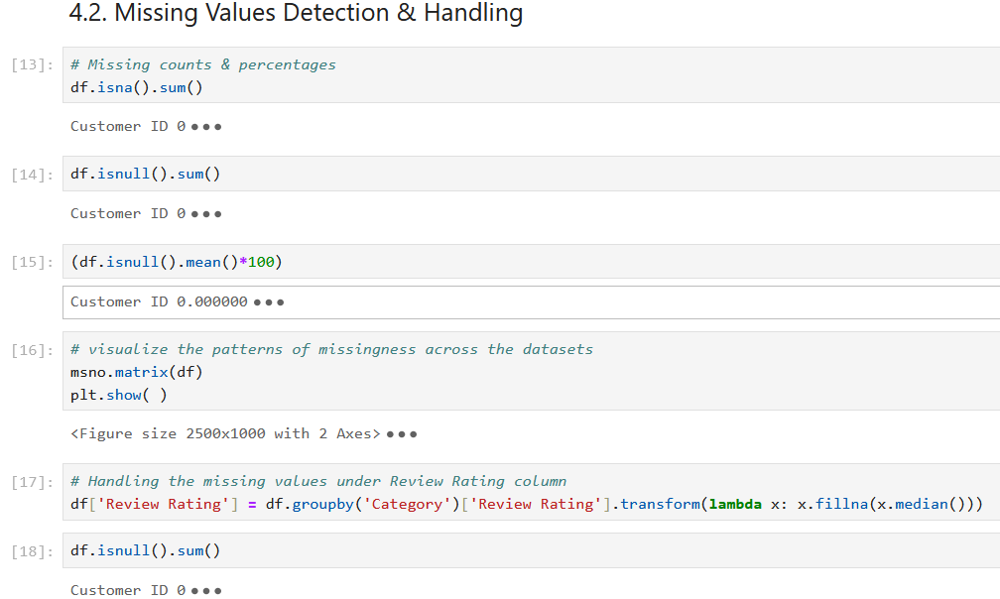 4.2. Missing Values Detection & Handling
[13]: # Missing counts & percentages
df.isna().sum()
Customer ID 0 •••
[14]: df.isnull().sum()
Customer ID 0 •••
[15]: (df.isnull().mean()*100)
Customer ID 0.000000 •••
[16]: # visualize the patterns of missingness across the datasets
msno.matrix(df)
plt.show( )
<Figure size 2500x1000 with 2 Axes> •••
[17]: # Handling the missing values under Review Rating column
df['Review Rating'] = df.groupby('Category')['Review Rating'].transform(lambda x: x.fillna(x.median()))
[18]: df.isnull().sum()
Customer ID 0 •••